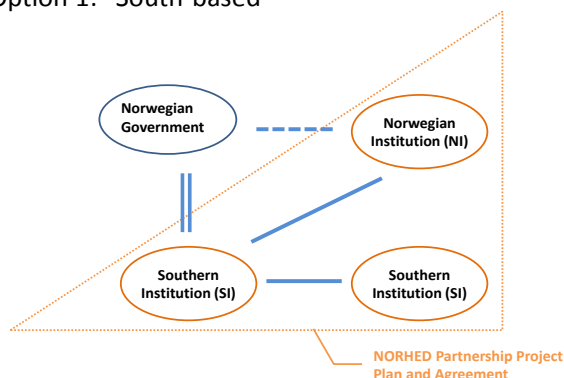 Option 1: South-based
Norwegian
Government
Norwegian
Institution (NI)
Southern
Institution (SI)
Southern
Institution (SI)
NORHED Partnership Project
Plan and Agreement